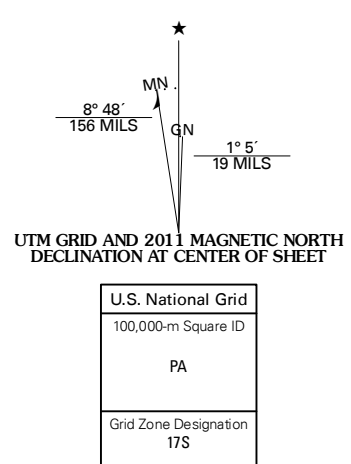 ★
MN
8° 48´
156 MILS
GN
1° 5´
19 MILS
UTM GRID AND 2011 MAGNETIC NORTH
DECLINATION AT CENTER OF SHEET
U.S. National Grid
100,000-m Square ID
PA
Grid Zone Designation
17S